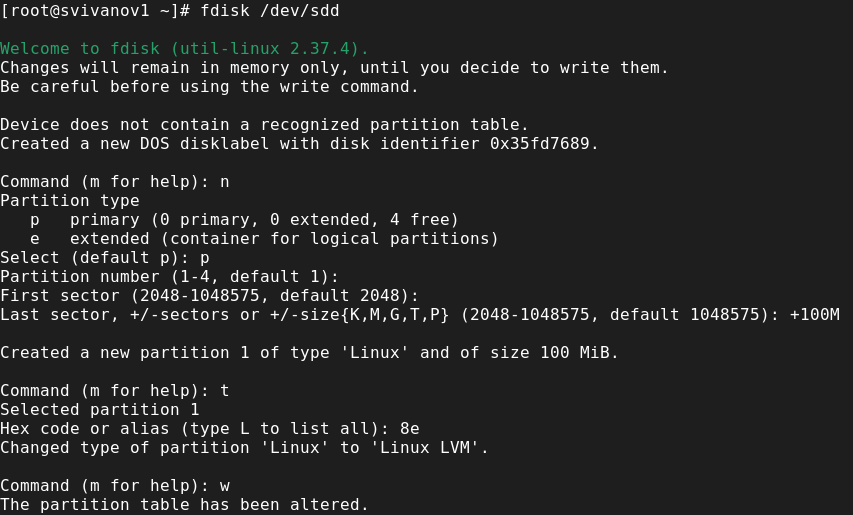 [root@svivanov1 ~]# fdisk /dev/sdd
Welcome to fdisk (util-linux 2.37.4).
Changes will remain in memory only, until you decide to write them.
Be careful before using the write command.
Device does not contain a recognized partition table.
Created a new DOS disklabel with disk identifier 0x35fd7689.
Command (m for help): n
Partition type
   p   primary (0 primary, 0 extended, 4 free)
   e   extended (container for logical partitions)
Select (default p): p
Partition number (1-4, default 1):
First sector (2048-1048575, default 2048):
Last sector, +/-sectors or +/-size{K,M,G,T,P} (2048-1048575, default 1048575): +100M
Created a new partition 1 of type 'Linux' and of size 100 MiB.
Command (m for help): t
Selected partition 1
Hex code or alias (type L to list all): 8e
Changed type of partition 'Linux' to 'Linux LVM'.
Command (m for help): w
The partition table has been altered.